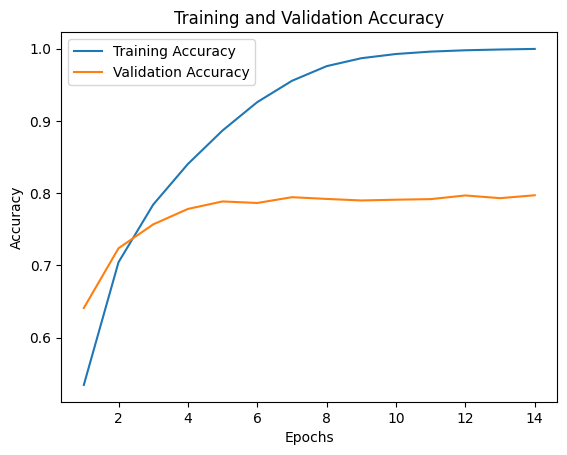 Training and Validation Accuracy
Training Accuracy
Validation Accuracy
Accuracy
1.0
0.9
0.8
0.7
0.6
2 4 6 8 10 12 14
Epochs